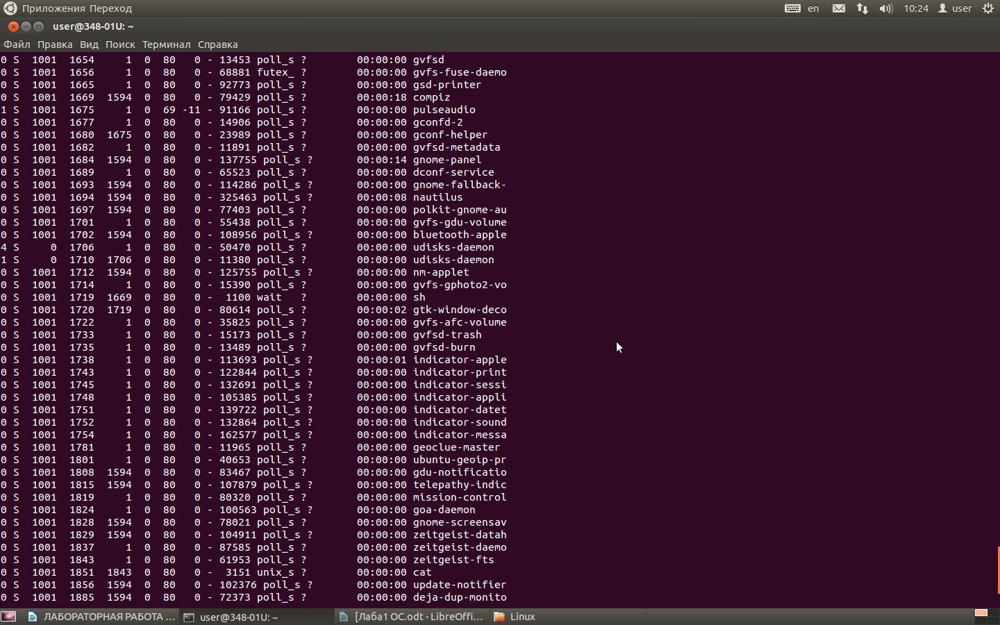 Приложения Переход en 10:24 user
user@348-01U: ~
Файл Правка Вид Поиск Терминал Справка
0 S  1001  1654     1  0  80   0 - 13453 poll_s ?        00:00:00 gvfsd
0 S  1001  1656     1  0  80   0 - 68881 futex_ ?        00:00:00 gvfs-fuse-daemo
0 S  1001  1665     1  0  80   0 - 92773 poll_s ?        00:00:00 gsd-printer
0 S  1001  1669  1594  0  80   0 - 79429 poll_s ?        00:00:18 compiz
1 S  1001  1675     1  0  69 -11 - 91166 poll_s ?        00:00:00 pulseaudio
0 S  1001  1677     1  0  80   0 - 14906 poll_s ?        00:00:00 gconfd-2
0 S  1001  1680  1675  0  80   0 - 23989 poll_s ?        00:00:00 gconf-helper
0 S  1001  1682     1  0  80   0 - 11891 poll_s ?        00:00:00 gvfsd-metadata
0 S  1001  1684  1594  0  80   0 - 137755 poll_s ?       00:00:14 gnome-panel
0 S  1001  1689     1  0  80   0 - 65523 poll_s ?        00:00:00 dconf-service
0 S  1001  1693  1594  0  80   0 - 114286 poll_s ?       00:00:00 gnome-fallback-
0 S  1001  1694  1594  0  80   0 - 325463 poll_s ?       00:00:08 nautilus
0 S  1001  1697  1594  0  80   0 - 77403 poll_s ?        00:00:00 polkit-gnome-au
0 S  1001  1701     1  0  80   0 - 55438 poll_s ?        00:00:00 gvfs-gdu-volume
0 S  1001  1702  1594  0  80   0 - 108956 poll_s ?       00:00:00 bluetooth-apple
4 S     0  1706     1  0  80   0 - 50470 poll_s ?        00:00:00 udisks-daemon
1 S     0  1710  1706  0  80   0 - 11380 poll_s ?        00:00:00 udisks-daemon
0 S  1001  1712  1594  0  80   0 - 125755 poll_s ?       00:00:00 nm-applet
0 S  1001  1714     1  0  80   0 - 15390 poll_s ?        00:00:00 gvfs-gphoto2-vo
0 S  1001  1719  1669  0  80   0 -  1100 wait   ?        00:00:00 sh
0 S  1001  1720  1719  0  80   0 - 80614 poll_s ?        00:00:02 gtk-window-deco
0 S  1001  1722     1  0  80   0 - 35825 poll_s ?        00:00:00 gvfs-afc-volume
0 S  1001  1733     1  0  80   0 - 15173 poll_s ?        00:00:00 gvfsd-trash
0 S  1001  1735     1  0  80   0 - 13489 poll_s ?        00:00:00 gvfsd-burn
0 S  1001  1738     1  0  80   0 - 113693 poll_s ?       00:00:01 indicator-apple
0 S  1001  1743     1  0  80   0 - 122844 poll_s ?       00:00:00 indicator-print
0 S  1001  1745     1  0  80   0 - 132691 poll_s ?       00:00:00 indicator-sessi
0 S  1001  1748     1  0  80   0 - 105385 poll_s ?       00:00:00 indicator-appli
0 S  1001  1751     1  0  80   0 - 139722 poll_s ?       00:00:00 indicator-datet
0 S  1001  1752     1  0  80   0 - 132864 poll_s ?       00:00:00 indicator-sound
0 S  1001  1754     1  0  80   0 - 162577 poll_s ?       00:00:00 indicator-messa
0 S  1001  1781     1  0  80   0 - 11965 poll_s ?        00:00:00 geoclue-master
0 S  1001  1801     1  0  80   0 - 40653 poll_s ?        00:00:00 ubuntu-geoip-pr
0 S  1001  1808  1594  0  80   0 - 83467 poll_s ?        00:00:00 gdu-notificatio
0 S  1001  1815  1594  0  80   0 - 107879 poll_s ?       00:00:00 telepathy-indic
0 S  1001  1819     1  0  80   0 - 80320 poll_s ?        00:00:00 mission-control
0 S  1001  1824     1  0  80   0 - 100563 poll_s ?       00:00:00 goa-daemon
0 S  1001  1828  1594  0  80   0 - 78021 poll_s ?        00:00:00 gnome-screensav
0 S  1001  1829  1594  0  80   0 - 104911 poll_s ?       00:00:00 zeitgeist-datah
0 S  1001  1837     1  0  80   0 - 87585 poll_s ?        00:00:00 zeitgeist-daemo
0 S  1001  1843     1  0  80   0 - 61953 poll_s ?        00:00:00 zeitgeist-fts
0 S  1001  1851  1843  0  80   0 -  3151 unix_s ?        00:00:00 cat
0 S  1001  1856  1594  0  80   0 - 102376 poll_s ?       00:00:00 update-notifier
0 S  1001  1885  1594  0  80   0 - 72373 poll_s ?        00:00:00 deja-dup-monito
ЛАБОРАТОРНАЯ РАБОТА ... user@348-01U: ~ [Лаба1 ОС.odt - LibreOffi... Linux